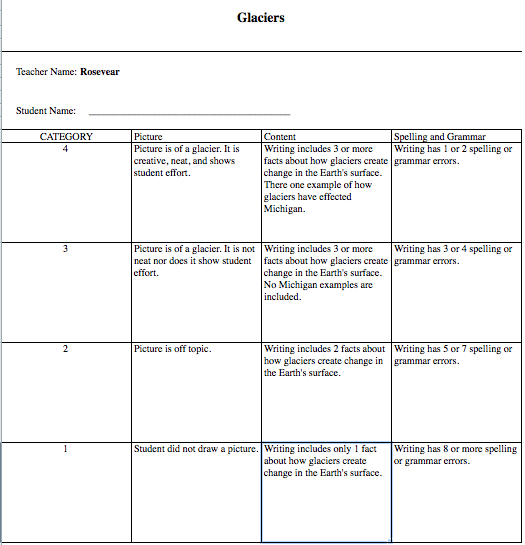 Glaciers
Teacher Name: Rosevear
Student Name:
CATEGORY Picture Content Spelling and Grammar
4
Picture is of a glacier. It is
creative, neat, and shows
student effort.
Writing includes 3 or more
facts about how glaciers create
change in the Earth's surface.
There one example of how
glaciers have effected
Michigan.
Writing has 1 or 2 spelling or
grammar errors.
3
Picture is of a glacier. It is not
neat nor does it show student
effort.
Writing includes 3 or more
facts about how glaciers create
change in the Earth's surface.
No Michigan examples are
included.
Writing has 3 or 4 spelling or
grammar errors.
2
Picture is off topic.
Writing includes 2 facts about
how glaciers create change in
the Earth's surface.
Writing has 5 or 7 spelling or
grammar errors.
1
Student did not draw a picture.
Writing includes only 1 fact
about how glaciers create
change in the Earth's surface.
Writing has 8 or more spelling
or grammar errors.